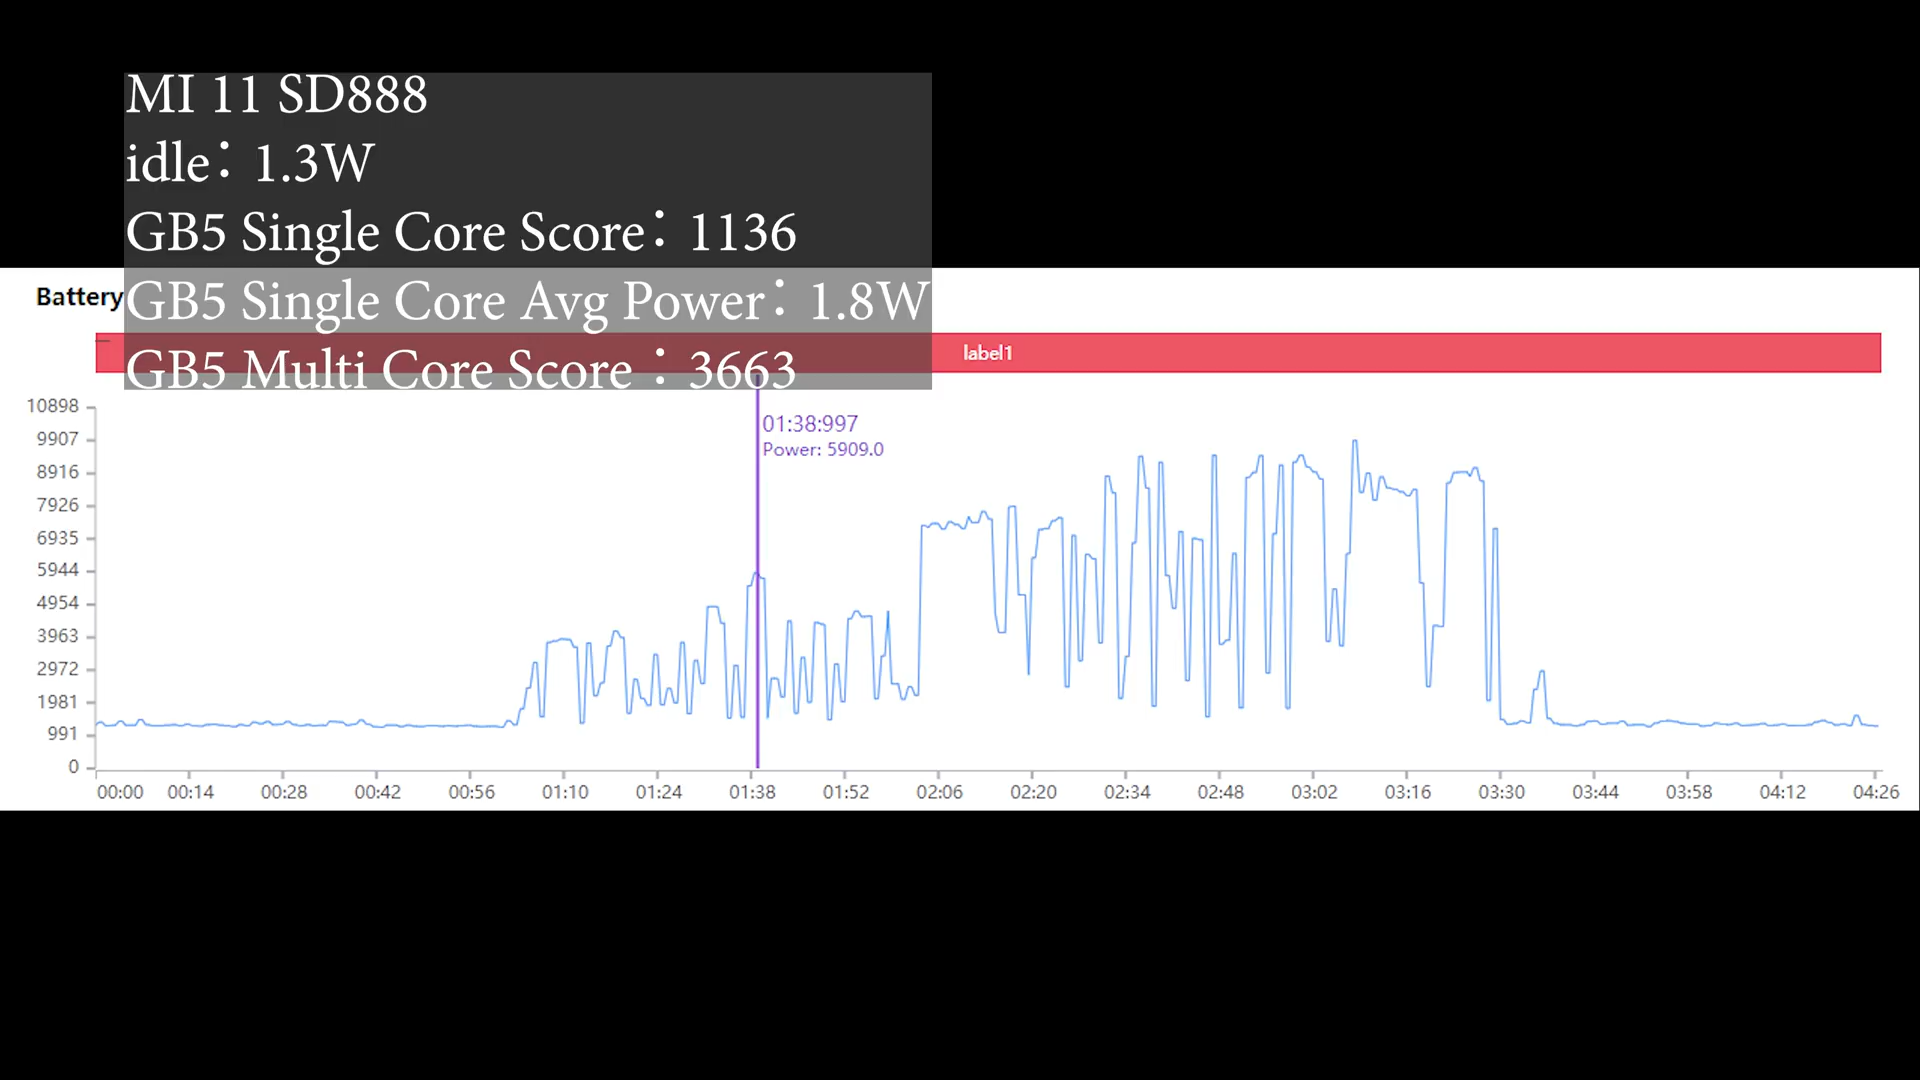 MI 11 SD888
idle：1.3W
GB5 Single Core Score：1136
GB5 Single Core Avg Power：1.8W
GB5 Multi Core Score ：3663
Battery
label1
01:38:997
Power: 5909.0
10898
9907
8916
7926
6935
5944
4954
3963
2972
1981
991
0
00:00 00:14 00:28 00:42 00:56 01:10 01:24 01:38 01:52 02:06 02:20 02:34 02:48 03:02 03:16 03:30 03:44 03:58 04:12 04:26